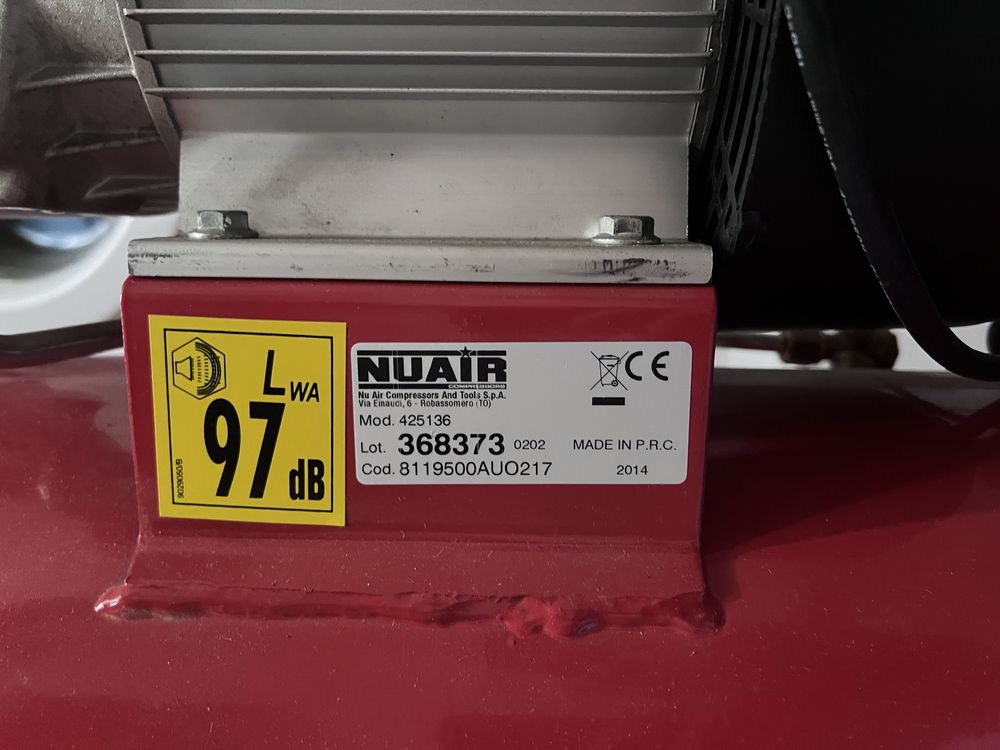 LWA
97 dB
9029050/B
NUAIR
COMPRESSORS
Nu Air Compressors And Tools S.p.A.
Via Einaudi, 6 - Robassomero (TO)
Mod. 425136
Lot. 368373 0202
MADE IN P.R.C.
Cod. 8119500AUO217
2014
CE